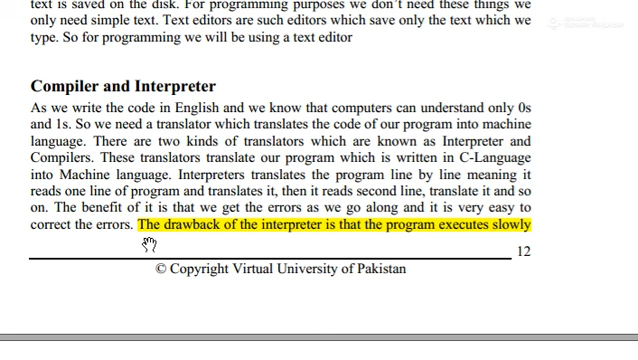 text is saved on the disk. For programming purposes we don't need these things we
only need simple text. Text editors are such editors which save only the text which we
type. So for programming we will be using a text editor
Compiler and Interpreter
As we write the code in English and we know that computers can understand only 0s
and 1s. So we need a translator which translates the code of our program into machine
language. There are two kinds of translators which are known as Interpreter and
Compilers. These translators translate our program which is written in C-Language
into Machine language. Interpreters translates the program line by line meaning it
reads one line of program and translates it, then it reads second line, translate it and so
on. The benefit of it is that we get the errors as we go along and it is very easy to
correct the errors. The drawback of the interpreter is that the program executes slowly
12
© Copyright Virtual University of Pakistan